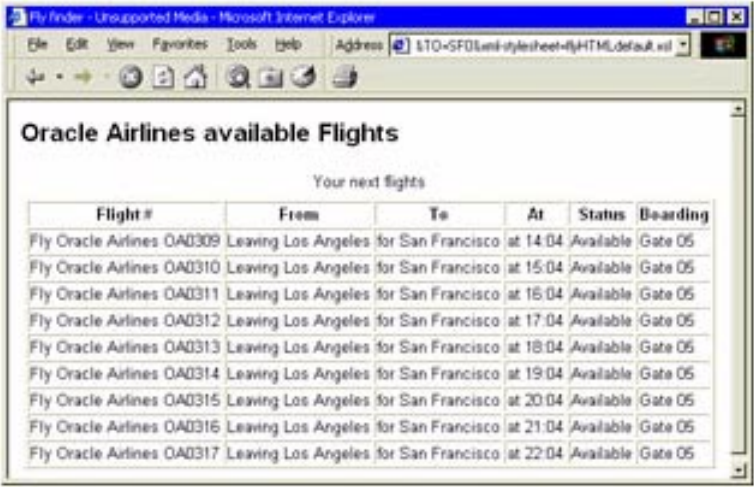 Fly finder - Unsupported Media - Microsoft Internet Explorer
File Edit View Favorites Tools Help Address &TO=SFO&xml-stylesheet=flyHTMLdefault.xsl
Oracle Airlines available Flights
Your next flights
Flight # From To At Status Boarding
Fly Oracle Airlines OA0309 Leaving Los Angeles for San Francisco at 14:04 Available Gate 05
Fly Oracle Airlines OA0310 Leaving Los Angeles for San Francisco at 15:04 Available Gate 05
Fly Oracle Airlines OA0311 Leaving Los Angeles for San Francisco at 16:04 Available Gate 05
Fly Oracle Airlines OA0312 Leaving Los Angeles for San Francisco at 17:04 Available Gate 05
Fly Oracle Airlines OA0313 Leaving Los Angeles for San Francisco at 18:04 Available Gate 05
Fly Oracle Airlines OA0314 Leaving Los Angeles for San Francisco at 19:04 Available Gate 05
Fly Oracle Airlines OA0315 Leaving Los Angeles for San Francisco at 20:04 Available Gate 05
Fly Oracle Airlines OA0316 Leaving Los Angeles for San Francisco at 21:04 Available Gate 05
Fly Oracle Airlines OA0317 Leaving Los Angeles for San Francisco at 22:04 Available Gate 05